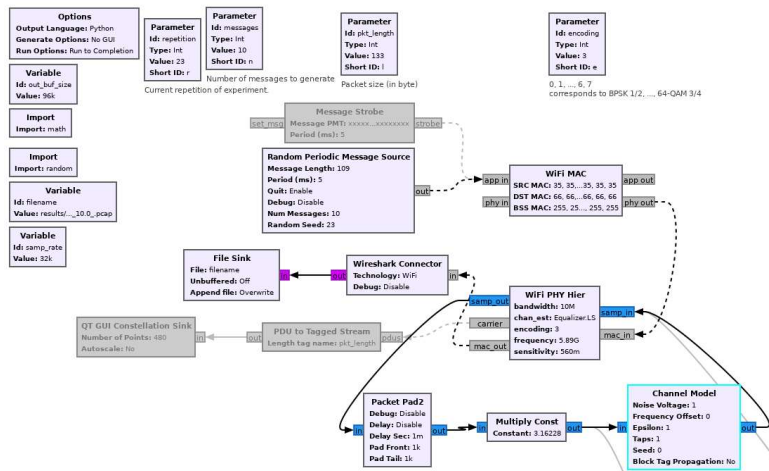 Options
Output Language: Python
Generate Options: No GUI
Run Options: Run to Completion
Parameter
Id: repetition
Type: Int
Value: 23
Short ID: r
Parameter
Id: messages
Type: Int
Value: 10
Short ID: n
Number of messages to generate
Current repetition of experiment.
Parameter
Id: pkt_length
Type: Int
Value: 133
Short ID: l
Packet size (in byte)
Parameter
Id: encoding
Type: Int
Value: 3
Short ID: e
0, 1, ..., 6, 7
corresponds to BPSK 1/2, ..., 64-QAM 3/4
Variable
Id: out_buf_size
Value: 96k
Import
Import: math
Import
Import: random
Variable
Id: filename
Value: results/..._10.0_.pcap
Variable
Id: samp_rate
Value: 32k
Message Strobe
set_msg
Message PMT: xxxxx...xxxxxxxxx
strobe
Period (ms): 5
Random Periodic Message Source
Message Length: 109
Period (ms): 5
Quit: Enable
Debug: Disable
Num Messages: 10
Random Seed: 23
out
WiFi MAC
app in
SRC MAC: 35, 35,...35, 35, 35
app out
DST MAC: 66, 66,...66, 66, 66
phy in
BSS MAC: 255, 25... 255, 255
phy out
File Sink
File: filename
Unbuffered: Off
Append file: Overwrite
in
Wireshark Connector
out
Technology: WiFi
in
Debug: Disable
WiFi PHY Hier
samp_out
bandwidth: 10M
samp_in
chan_est: Equalizer.LS
carrier
encoding: 3
mac_in
frequency: 5.89G
mac_out
sensitivity: 560m
QT GUI Constellation Sink
Number of Points: 480
in
Autoscale: No
PDU to Tagged Stream
out
Length tag name: pkt_length
pdus
Packet Pad2
Debug: Disable
Delay: Disable
in
Delay Sec: 1m
out
Pad Front: 1k
Pad Tail: 1k
Multiply Const
in
Constant: 3.16228
out
Channel Model
Noise Voltage: 1
Frequency Offset: 0
in
Epsilon: 1
out
Taps: 1
Seed: 0
Block Tag Propagation: No